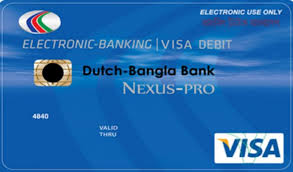 ELECTRONIC USE ONLY
ELECTRONIC-BANKING | VISA DEBIT
Dutch-Bangla Bank
NEXUS-PRO
4840
VALID
THRU
VISA